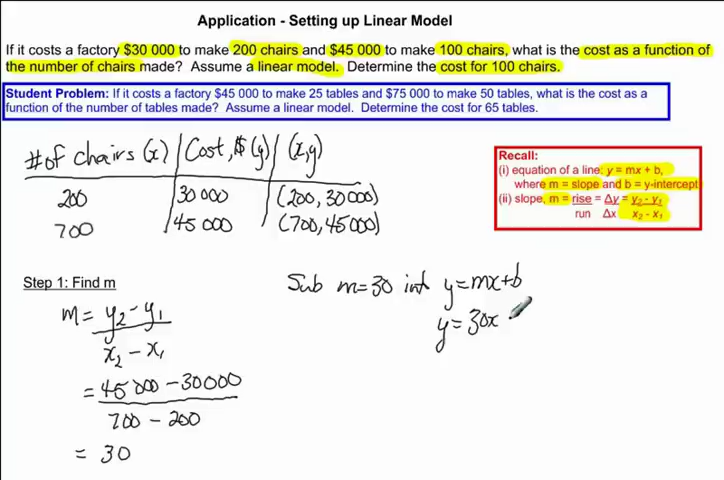 Application - Setting up Linear Model
If it costs a factory $30 000 to make 200 chairs and $45 000 to make 100 chairs, what is the cost as a function of
the number of chairs made? Assume a linear model. Determine the cost for 100 chairs.
Student Problem: If it costs a factory $45 000 to make 25 tables and $75 000 to make 50 tables, what is the cost as a
function of the number of tables made? Assume a linear model. Determine the cost for 65 tables.
# of chairs (x) | Cost, $ (y) | (x,y)
200 | 30 000 | (200, 30 000)
700 | 45 000 | (700, 45 000)
Recall:
(i) equation of a line: y = mx + b,
where m = slope and b = y-intercept
(ii) slope, m = rise = Δy = y₂ - y₁
run Δx x₂ - x₁
Step 1: Find m
m = y₂ - y₁
x₂ - x₁
= 45 000 - 30 000
700 - 200
= 30
Sub m=30 int y=mx+b
y=30x